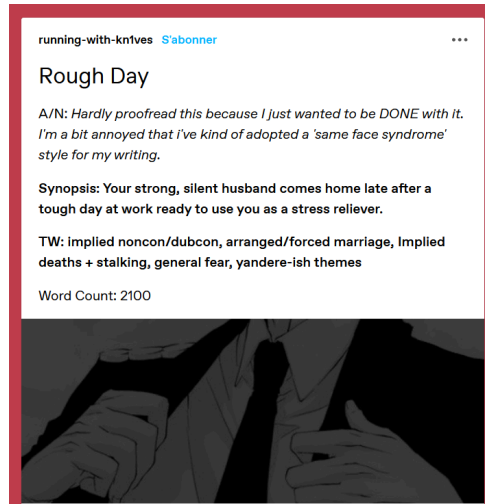 running-with-kn1ves S'abonner
Rough Day
A/N: Hardly proofread this because I just wanted to be DONE with it.
I'm a bit annoyed that i've kind of adopted a 'same face syndrome'
style for my writing.
Synopsis: Your strong, silent husband comes home late after a
tough day at work ready to use you as a stress reliever.
TW: implied noncon/dubcon, arranged/forced marriage, Implied
deaths + stalking, general fear, yandere-ish themes
Word Count: 2100